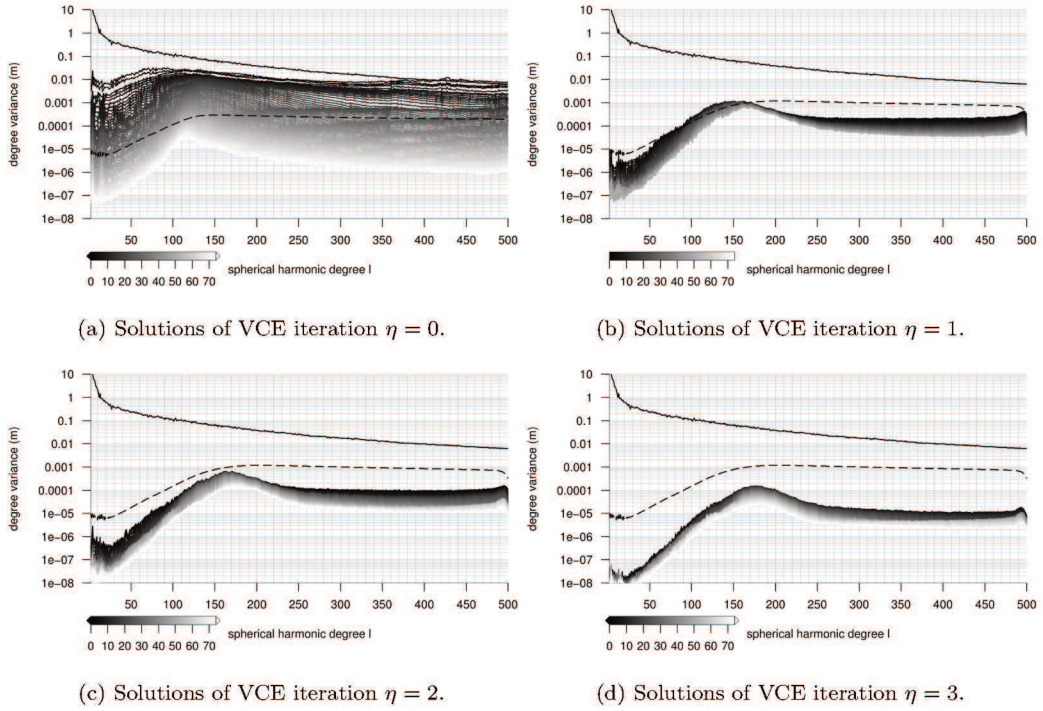 10
1
0.1
0.01
0.001
0.0001
1e−05
1e−06
1e−07
1e−08
degree variance (m)
50 100 150 200 250 300 350 400 450 500
0 10 20 30 40 50 60 70
spherical harmonic degree l
(a) Solutions of VCE iteration η = 0.
10
1
0.1
0.01
0.001
0.0001
1e−05
1e−06
1e−07
1e−08
degree variance (m)
50 100 150 200 250 300 350 400 450 500
0 10 20 30 40 50 60 70
spherical harmonic degree l
(b) Solutions of VCE iteration η = 1.
10
1
0.1
0.01
0.001
0.0001
1e−05
1e−06
1e−07
1e−08
degree variance (m)
50 100 150 200 250 300 350 400 450 500
0 10 20 30 40 50 60 70
spherical harmonic degree l
(c) Solutions of VCE iteration η = 2.
10
1
0.1
0.01
0.001
0.0001
1e−05
1e−06
1e−07
1e−08
degree variance (m)
50 100 150 200 250 300 350 400 450 500
0 10 20 30 40 50 60 70
spherical harmonic degree l
(d) Solutions of VCE iteration η = 3.